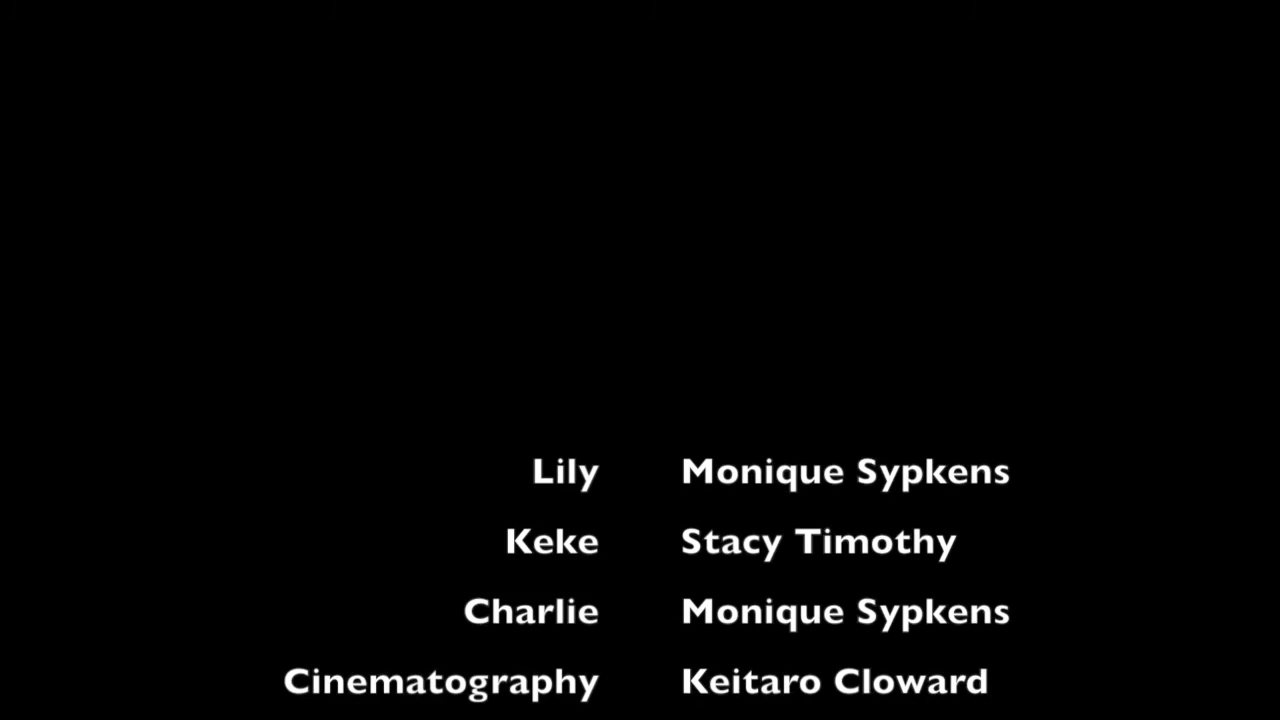 Lily Monique Sypkens
Keke Stacy Timothy
Charlie Monique Sypkens
Cinematography Keitaro Cloward